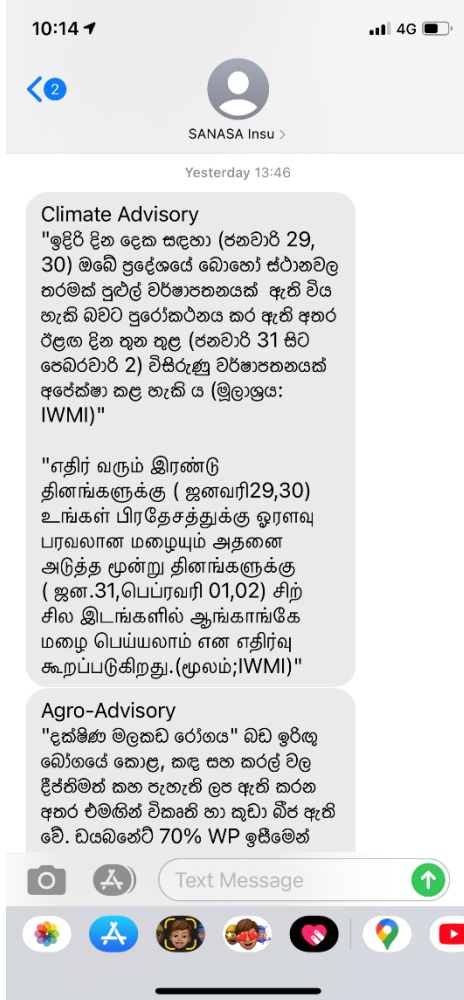 10:14
4G
2
SANASA Insu >
Yesterday 13:46
Climate Advisory
"ඉදිරි දින දෙක සඳහා (ජනවාරි 29,
30) ඔබේ ප්‍රදේශයේ බොහෝ ස්ථානවල
තරමක් පුළුල් වර්ෂාපතනයක් ඇති විය
හැකි බවට පුරෝකථනය කර ඇති අතර
ඊළඟ දින තුන තුළ (ජනවාරි 31 සිට
පෙබරවාරි 2) විසිරුණු වර්ෂාපතනයක්
අපේක්ෂා කළ හැකි ය (මූලාශ්‍රය:
IWMI)"
"எதிர் வரும் இரண்டு
தினங்களுக்கு ( ஜனவரி29,30)
உங்கள் பிரதேசத்துக்கு ஓரளவு
பரவலான மழையும் அதனை
அடுத்த மூன்று தினங்களுக்கு
( ஜன.31,பெப்ரவரி 01,02) சிற்
சில இடங்களில் ஆங்காங்கே
மழை பெய்யலாம் என எதிர்வு
கூறப்படுகிறது.(மூலம்;IWMI)"
Agro-Advisory
"දක්ෂිණ මලකඩ රෝගය" බඩ ඉරිඟු
බෝගයේ කොළ, කඳ සහ කරල් වල
දීප්තිමත් කහ පැහැති ලප ඇති කරන
අතර එමඟින් විකෘති හා කුඩා බීජ ඇති
වේ. ඩයබනේට් 70% WP ඉසීමෙන්
Text Message